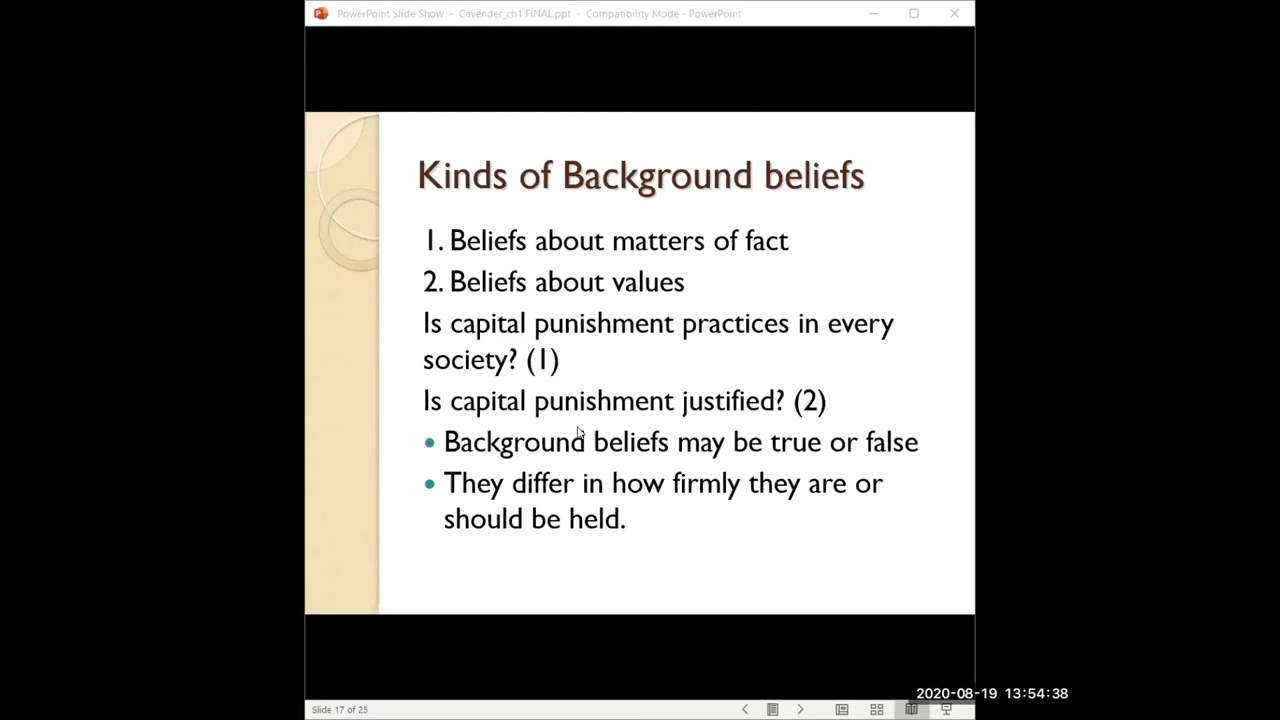 PowerPoint Slide Show - Cavender_ch1 FINAL.ppt - Compatibility Mode - PowerPoint
Kinds of Background beliefs
1. Beliefs about matters of fact
2. Beliefs about values
Is capital punishment practices in every
society? (1)
Is capital punishment justified? (2)
• Background beliefs may be true or false
• They differ in how firmly they are or
should be held.
2020-08-19 13:54:38
Slide 17 of 25